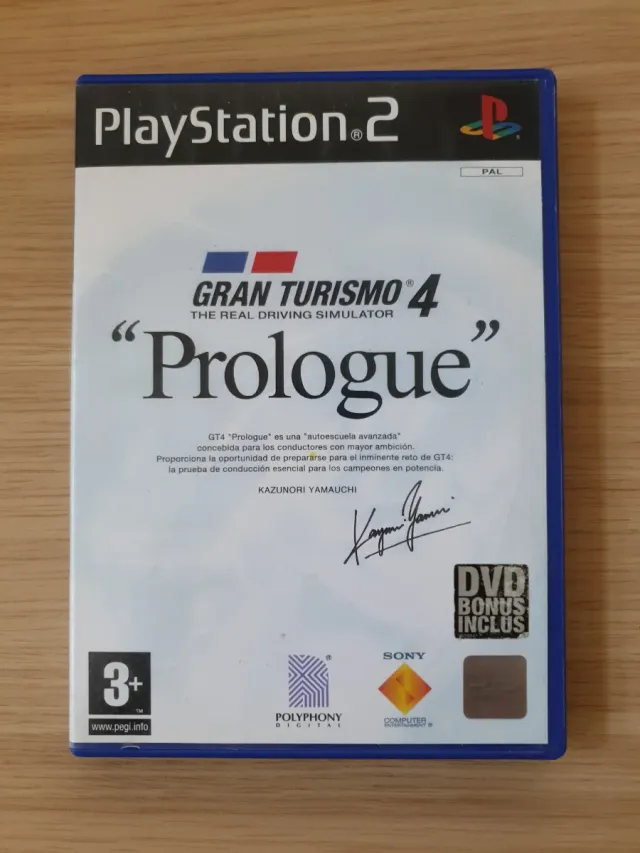 PlayStation®2
PAL
GRAN TURISMO®4
THE REAL DRIVING SIMULATOR
“Prologue”
GT4 "Prologue" es una "autoescuela avanzada"
concebida para los conductores con mayor ambición.
Proporciona la oportunidad de prepararse para el inminente reto de GT4:
la prueba de conducción esencial para los campeones en potencia.
KAZUNORI YAMAUCHI
DVD
BONUS
INCLUS
3+
www.pegi.info
POLYPHONY
DIGITAL
SONY
COMPUTER
ENTERTAINMENT®